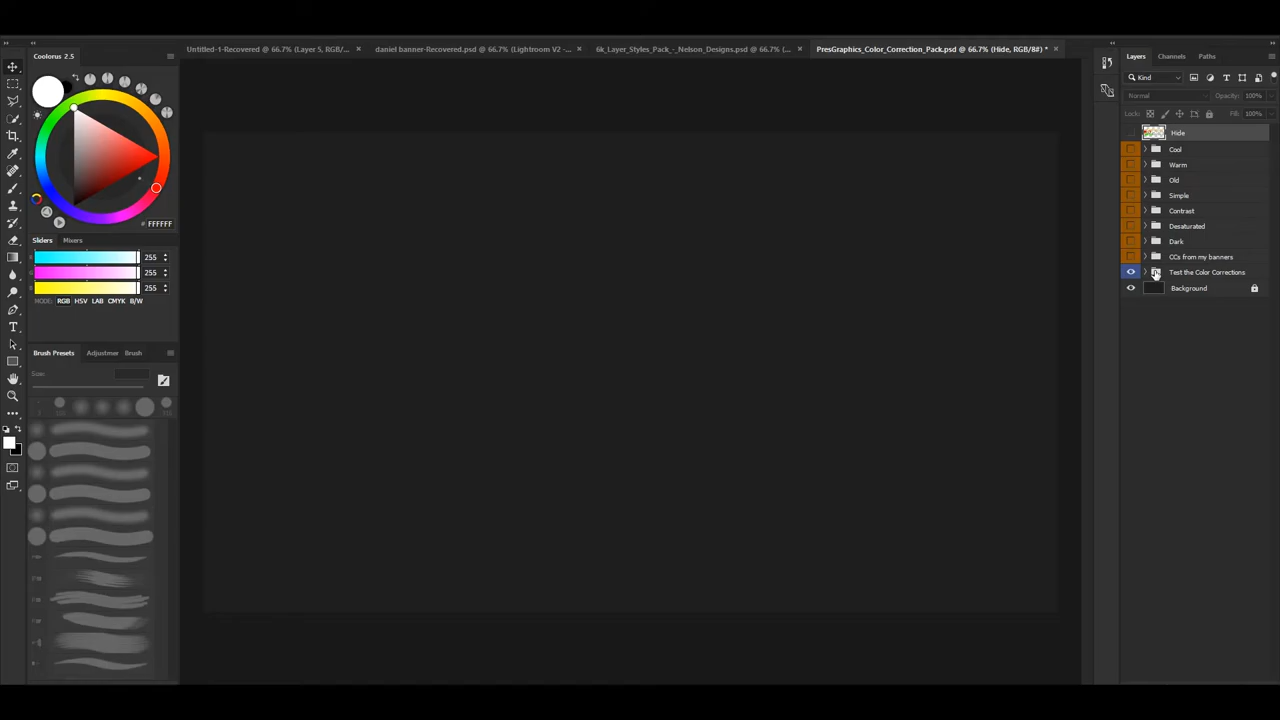 Coolorus 2.5
Untitled-1-Recovered @ 66.7% (Layer 5, RGB/...
daniel banner-Recovered.psd @ 66.7% (Lightroom V2 -...
6k_Layer_Styles_Pack_-_Nelson_Designs.psd @ 66.7% (...
PresGraphics_Color_Correction_Pack.psd @ 66.7% (Hide, RGB/8#) *
Layers
Channels
Paths
Kind
Normal
Opacity: 100%
Lock:
Fill: 100%
Hide
Cool
Warm
Old
Simple
Contrast
Desaturated
Dark
CCs from my banners
Test the Color Corrections
Background
# FFFFFF
Sliders
Mixers
R 255
G 255
B 255
MODE: RGB HSV LAB CMYK B/W
Brush Presets
Adjustmer
Brush
Size: